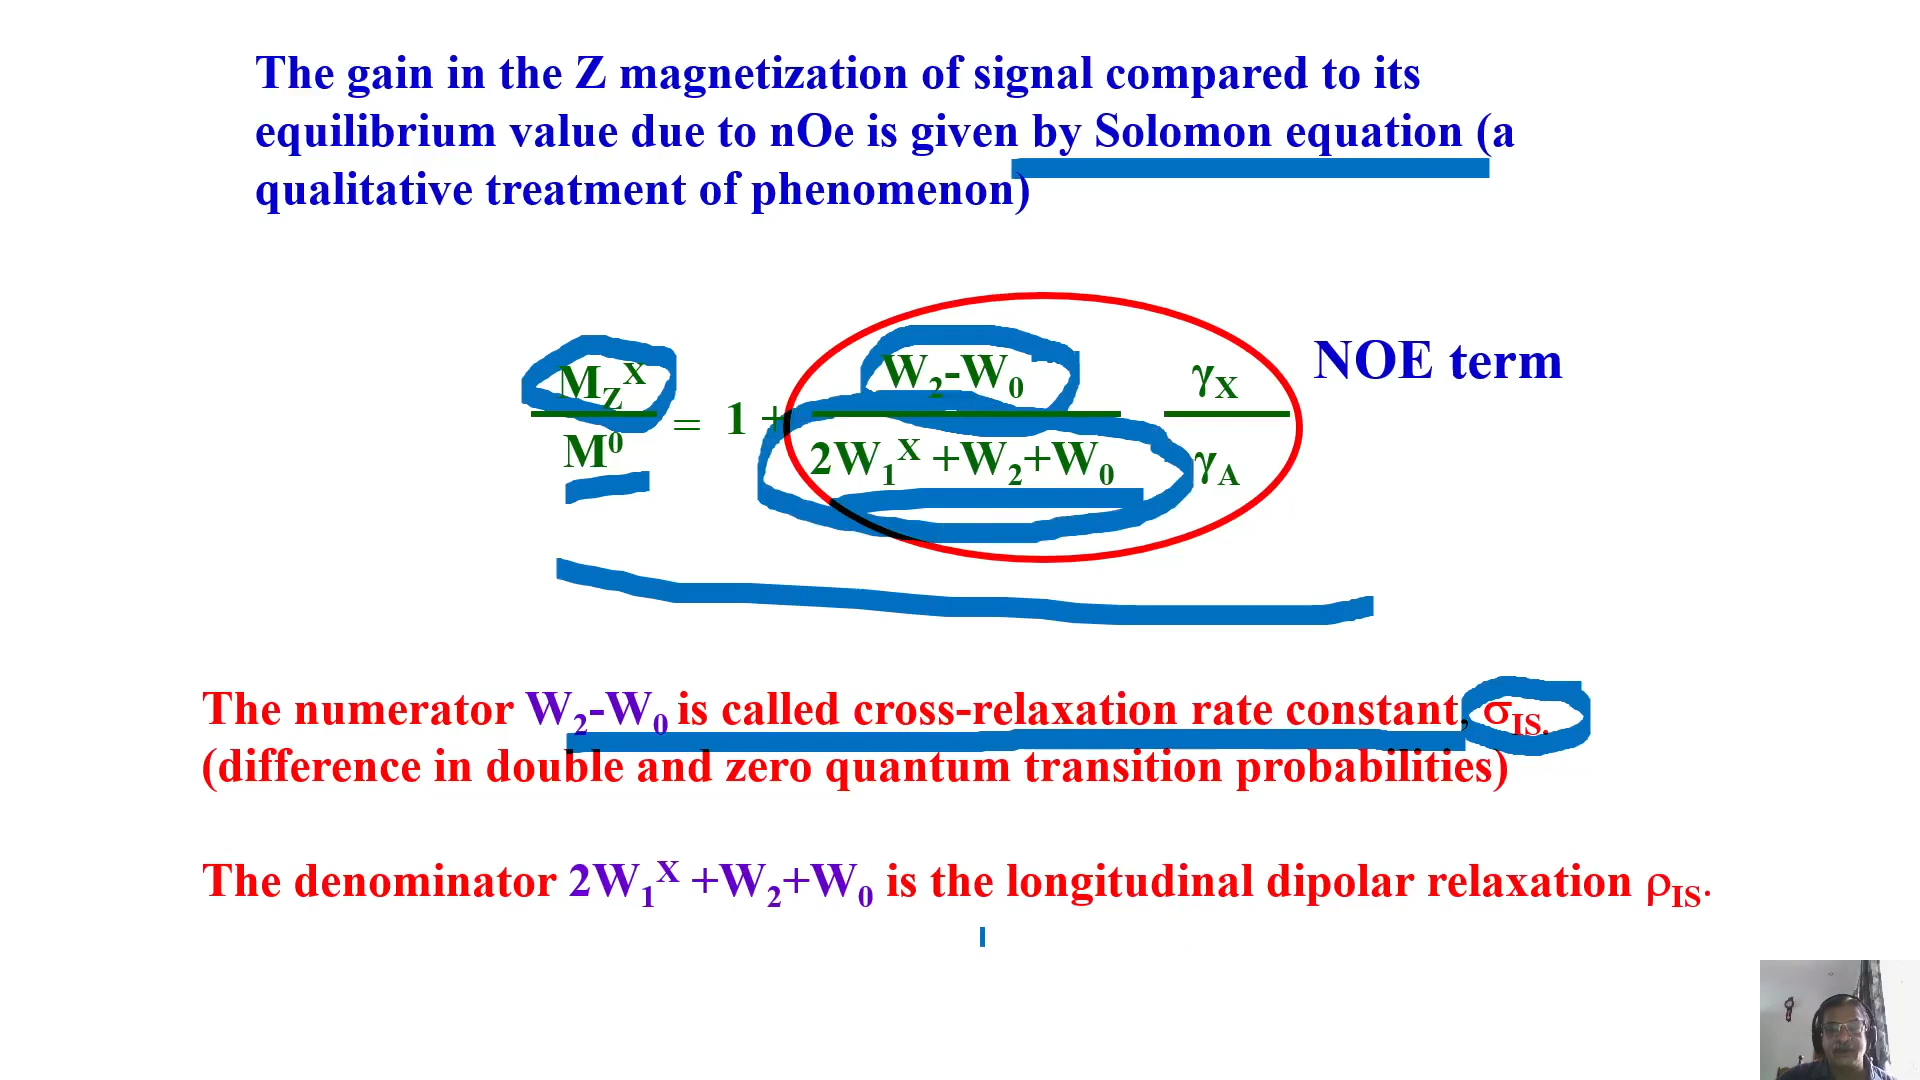 The gain in the Z magnetization of signal compared to its
equilibrium value due to nOe is given by Solomon equation (a
qualitative treatment of phenomenon)
M_Z^X / M^0 = 1 + (W_2-W_0) / (2W_1^X +W_2+W_0) γ_X / γ_A
NOE term
The numerator W_2-W_0 is called cross-relaxation rate constant, σ_IS.
(difference in double and zero quantum transition probabilities)
The denominator 2W_1^X +W_2+W_0 is the longitudinal dipolar relaxation ρ_IS.